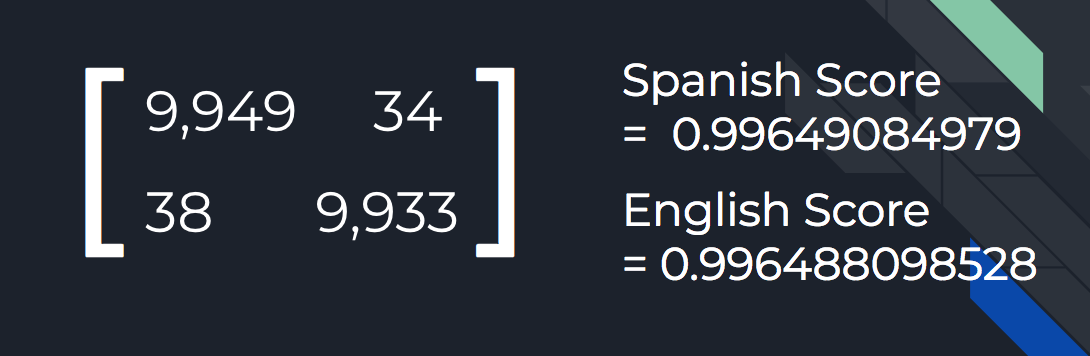 9,949 34
38 9,933
Spanish Score
= 0.99649084979
English Score
= 0.996488098528